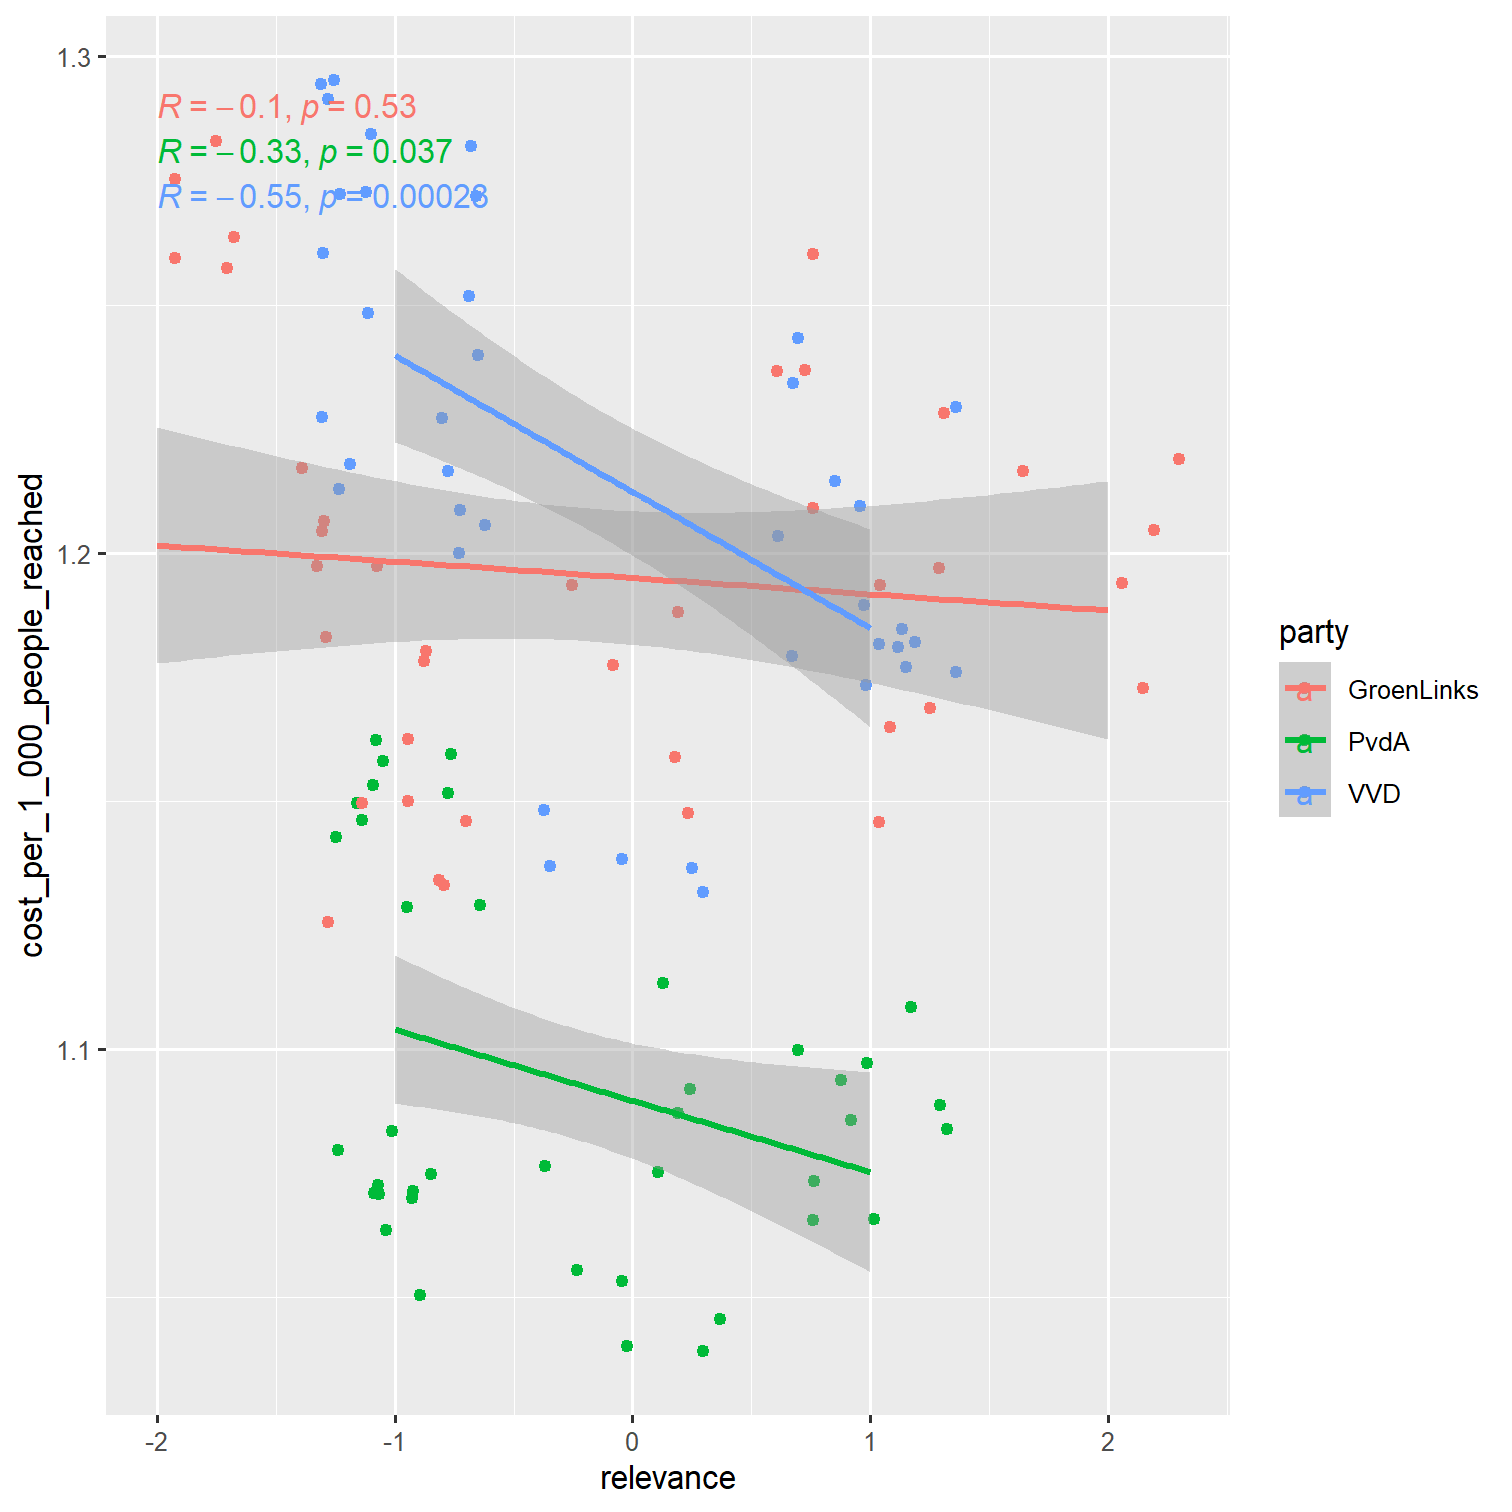 1.3
R = −0.1, p = 0.53
R = −0.33, p = 0.037
R = −0.55, p = 0.00023
1.2
1.1
cost_per_1_000_people_reached
-2 -1 0 1 2
relevance
party
a GroenLinks
a PvdA
a VVD